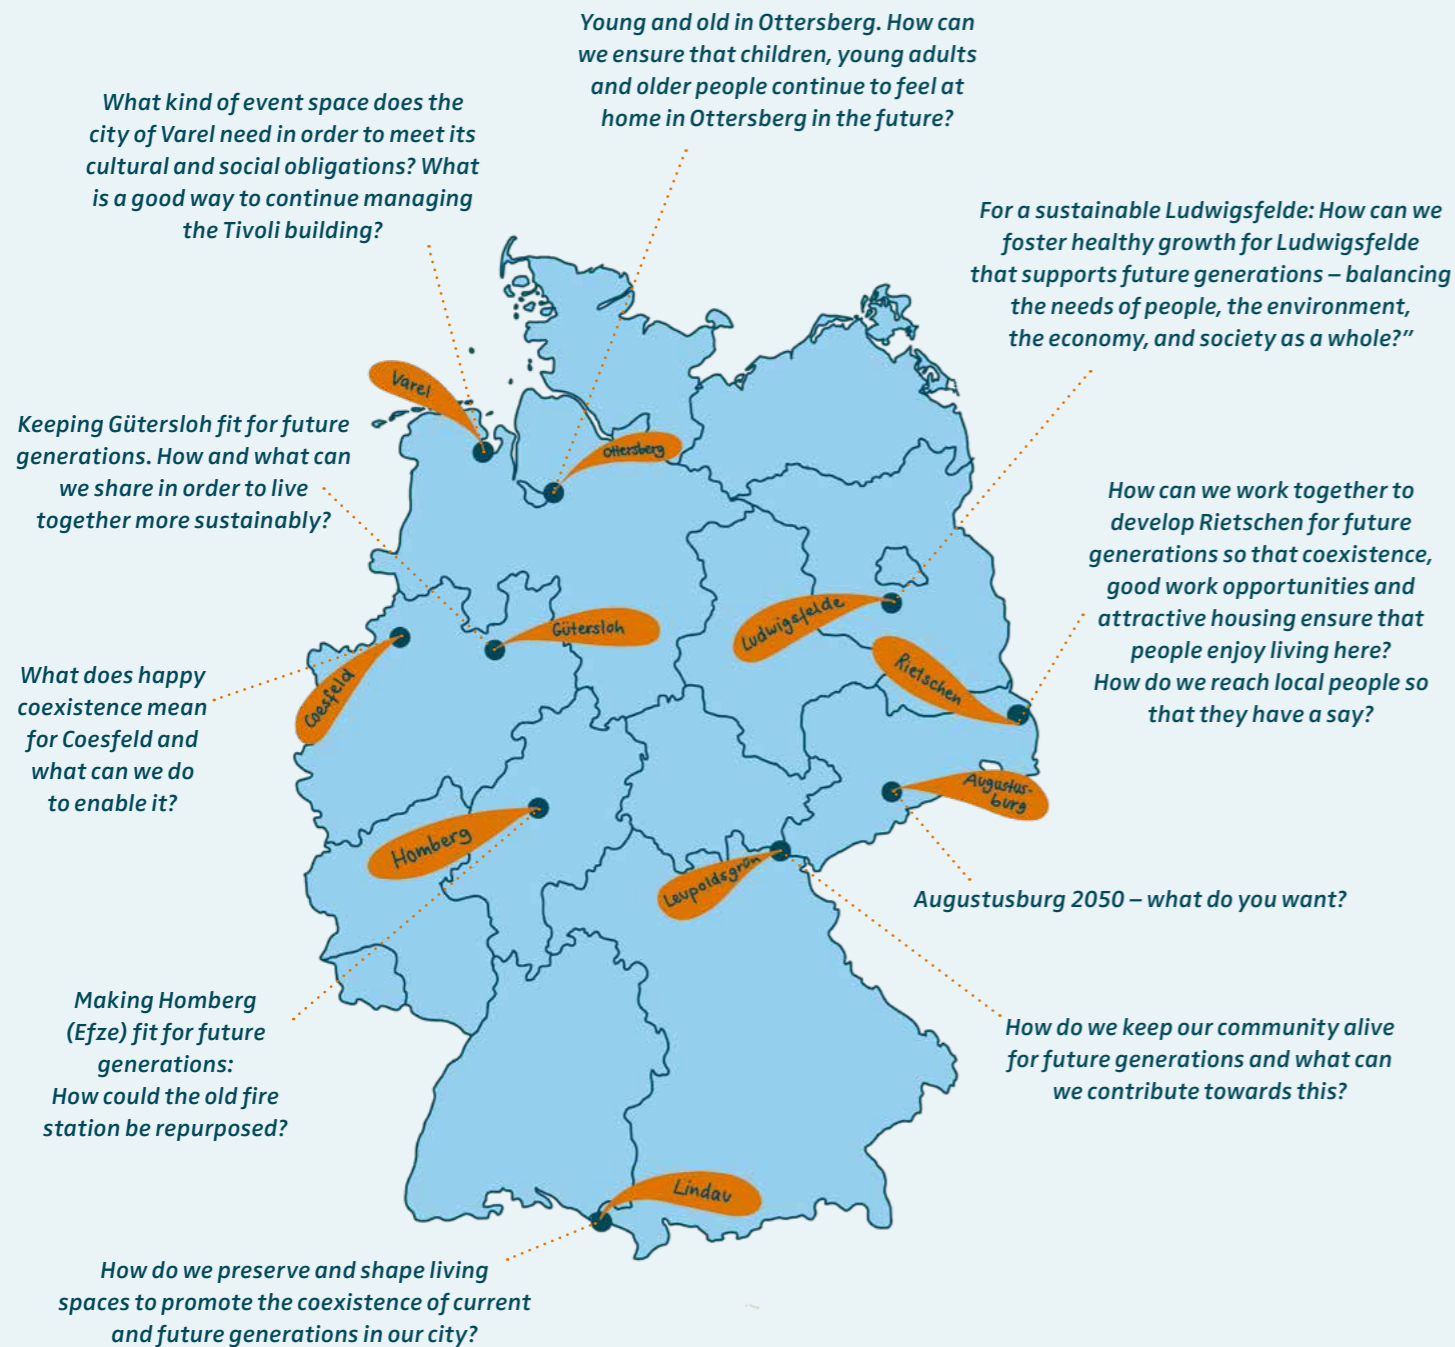 Young and old in Ottersberg. How can
we ensure that children, young adults
and older people continue to feel at
home in Ottersberg in the future?
What kind of event space does the
city of Varel need in order to meet its
cultural and social obligations? What
is a good way to continue managing
the Tivoli building?
For a sustainable Ludwigsfelde: How can we
foster healthy growth for Ludwigsfelde
that supports future generations – balancing
the needs of people, the environment,
the economy, and society as a whole?”
Varel
Ottersberg
Keeping Gütersloh fit for future
generations. How and what can
we share in order to live
together more sustainably?
How can we work together to
develop Rietschen for future
generations so that coexistence,
good work opportunities and
attractive housing ensure that
people enjoy living here?
How do we reach local people so
that they have a say?
Gütersloh
Ludwigsfelde
Rietschen
Coesfeld
What does happy
coexistence mean
for Coesfeld and
what can we do
to enable it?
Augustus-
burg
Homberg
Leupoldsgrün
Augustusburg 2050 – what do you want?
Making Homberg
(Efze) fit for future
generations:
How could the old fire
station be repurposed?
How do we keep our community alive
for future generations and what can
we contribute towards this?
Lindau
How do we preserve and shape living
spaces to promote the coexistence of current
and future generations in our city?